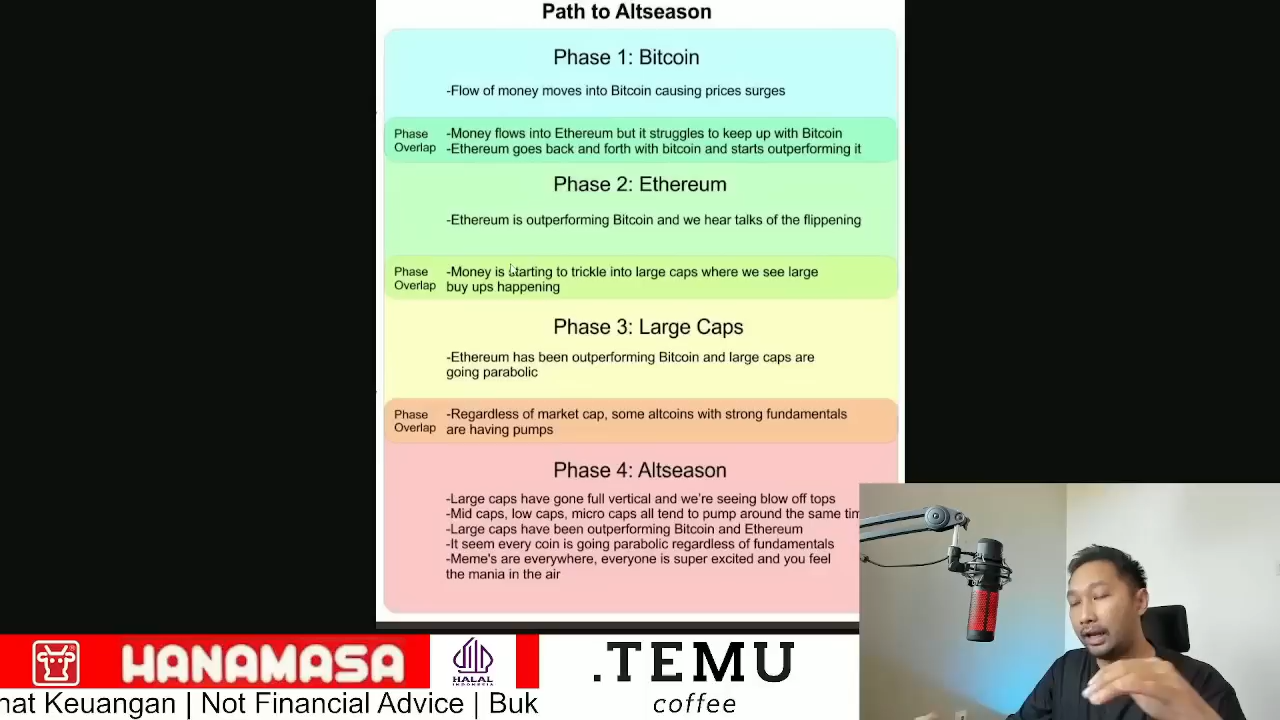 Path to Altseason
Phase 1: Bitcoin
-Flow of money moves into Bitcoin causing prices surges
Phase
Overlap
-Money flows into Ethereum but it struggles to keep up with Bitcoin
-Ethereum goes back and forth with bitcoin and starts outperforming it
Phase 2: Ethereum
-Ethereum is outperforming Bitcoin and we hear talks of the flippening
Phase
Overlap
-Money is starting to trickle into large caps where we see large
buy ups happening
Phase 3: Large Caps
-Ethereum has been outperforming Bitcoin and large caps are
going parabolic
Phase
Overlap
-Regardless of market cap, some altcoins with strong fundamentals
are having pumps
Phase 4: Altseason
-Large caps have gone full vertical and we're seeing blow off tops
-Mid caps, low caps, micro caps all tend to pump around the same tim
-Large caps have been outperforming Bitcoin and Ethereum
-It seem every coin is going parabolic regardless of fundamentals
-Meme's are everywhere, everyone is super excited and you feel
the mania in the air
HANAMASA
HALAL
INDONESIA
.TEMU
coffee
nat Keuangan | Not Financial Advice | Buk